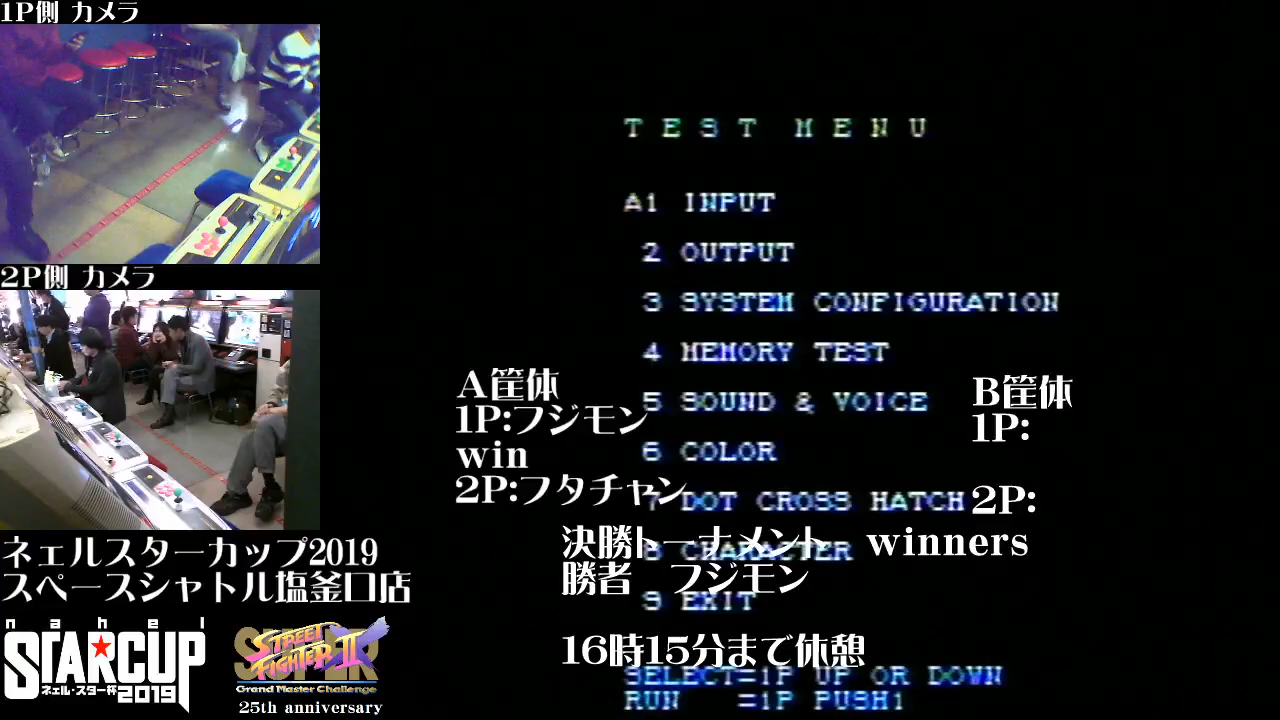 1P側 カメラ
2P側 カメラ
TEST MENU
A1 INPUT
2 OUTPUT
3 SYSTEM CONFIGURATION
4 MEMORY TEST
5 SOUND & VOICE
6 COLOR
7 DOT CROSS HATCH
8 CHARACTER
9 EXIT
SELECT=1P UP OR DOWN
RUN =1P PUSH1
A筐体
1P:フジモン
win
2P:フタチャン
B筐体
1P:
2P:
決勝トーナメント winners
勝者 フジモン
16時15分まで休憩
ネェルスターカップ2019
スペースシャトル塩釜口店
nahel
STARCUP
ネェル・スター杯2019
SUPER
STREET FIGHTER II X
Grand Master Challenge
25th anniversary